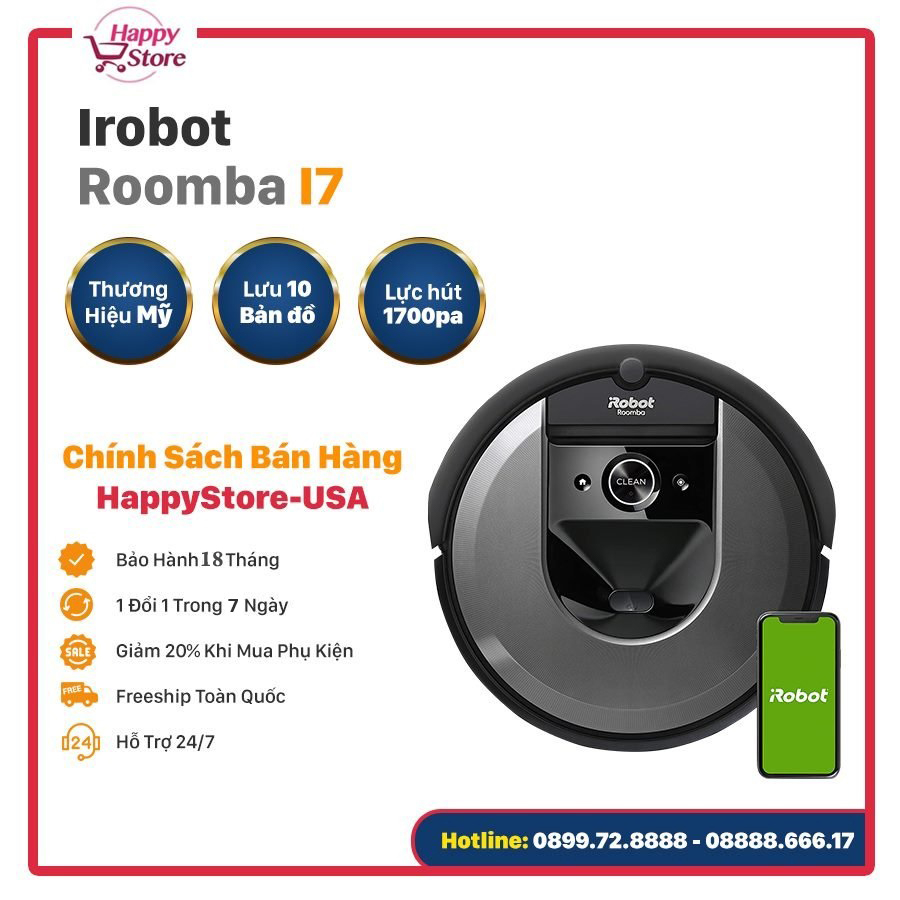 Happy
Store
Irobot
Roomba I7
Thương
Hiệu Mỹ
Lưu 10
Bản đồ
Lực hút
1700pa
iRobot
Roomba
CLEAN
Chính Sách Bán Hàng
HappyStore-USA
Bảo Hành 18 Tháng
1 Đổi 1 Trong 7 Ngày
SALE
Giảm 20% Khi Mua Phụ Kiện
FREE
Freeship Toàn Quốc
24
Hỗ Trợ 24/7
iRobot
Hotline: 0899.72.8888 - 08888.666.17